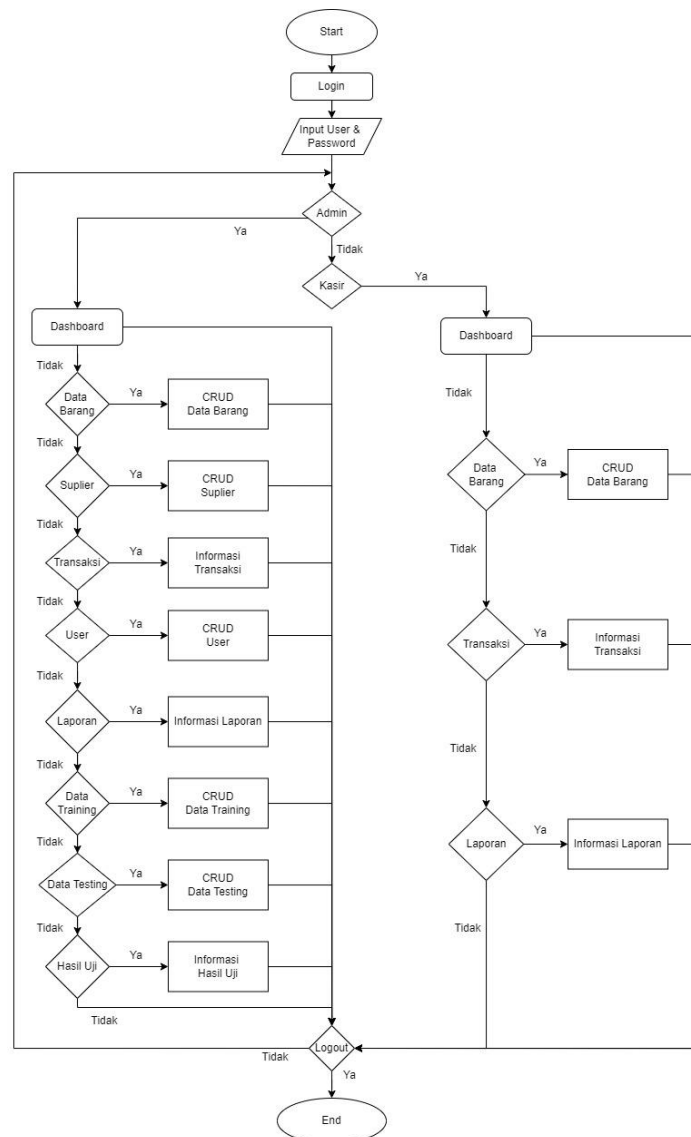 Start
Login
Input User &
Password
Admin
Ya
Tidak
Kasir
Ya
Dashboard
Tidak
Data
Barang
Ya
CRUD
Data Barang
Tidak
Suplier
Ya
CRUD
Suplier
Tidak
Transaksi
Ya
Informasi
Transaksi
Tidak
User
Ya
CRUD
User
Tidak
Laporan
Ya
Informasi Laporan
Tidak
Data
Training
Ya
CRUD
Data Training
Tidak
Data Testing
Ya
CRUD
Data Testing
Tidak
Hasil Uji
Ya
Informasi
Hasil Uji
Tidak
Dashboard
Tidak
Data
Barang
Ya
CRUD
Data Barang
Tidak
Transaksi
Ya
Informasi
Transaksi
Tidak
Laporan
Ya
Informasi Laporan
Tidak
Logout
Tidak
Ya
End